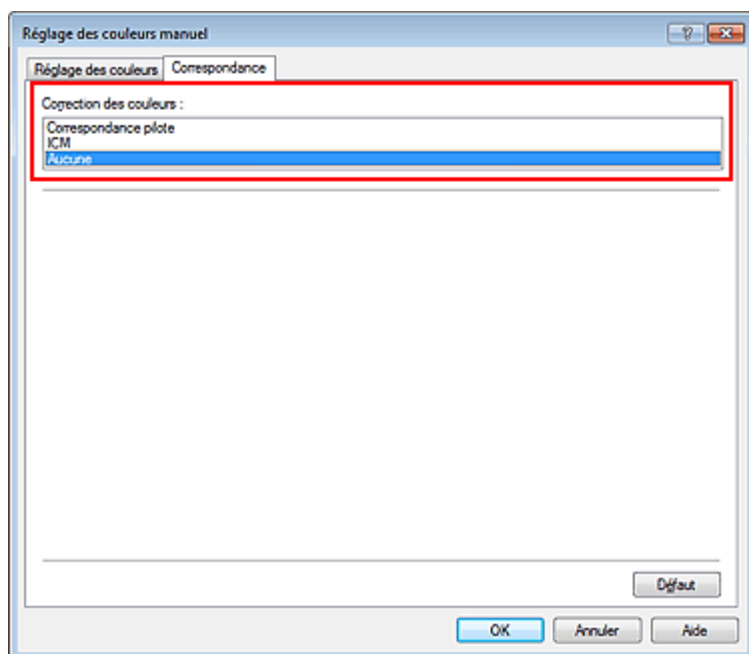 Réglage des couleurs manuel
Réglage des couleurs Correspondance
Correction des couleurs :
Correspondance pilote
ICM
Aucune
Défaut
OK Annuler Aide